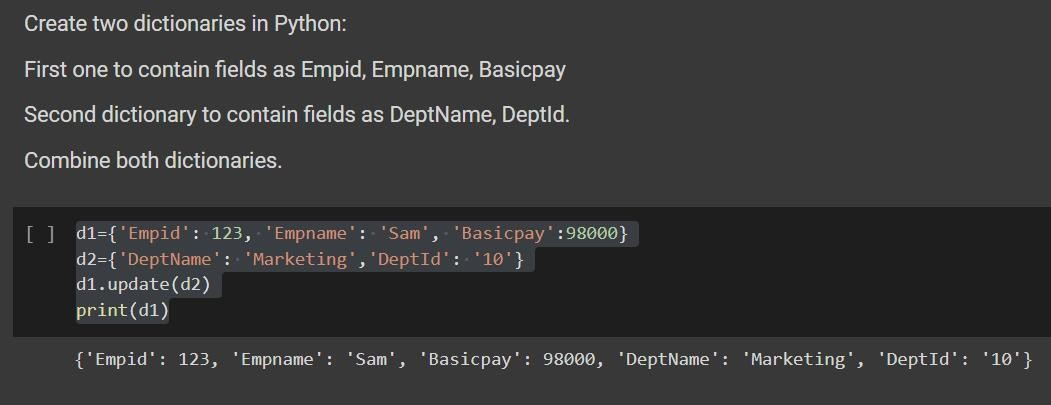 Create two dictionaries in Python:
First one to contain fields as Empid, Empname, Basicpay
Second dictionary to contain fields as DeptName, DeptId.
Combine both dictionaries.
[ ] d1={'Empid': 123, 'Empname': 'Sam', 'Basicpay':98000}
d2={'DeptName': 'Marketing','DeptId': '10'}
d1.update(d2)
print(d1)
{'Empid': 123, 'Empname': 'Sam', 'Basicpay': 98000, 'DeptName': 'Marketing', 'DeptId': '10'}